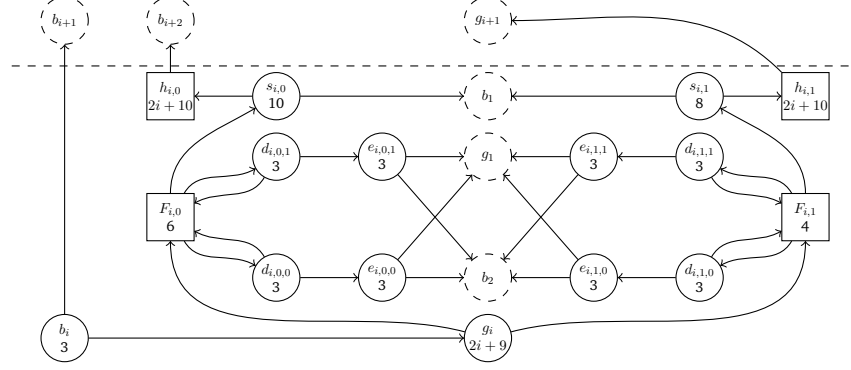 b_{i+1}
b_{i+2}
g_{i+1}
h_{i,0}
2i+10
s_{i,0}
10
b_1
s_{i,1}
8
h_{i,1}
2i+10
d_{i,0,1}
3
e_{i,0,1}
3
g_1
e_{i,1,1}
3
d_{i,1,1}
3
F_{i,0}
6
F_{i,1}
4
d_{i,0,0}
3
e_{i,0,0}
3
b_2
e_{i,1,0}
3
d_{i,1,0}
3
b_i
3
g_i
2i+9